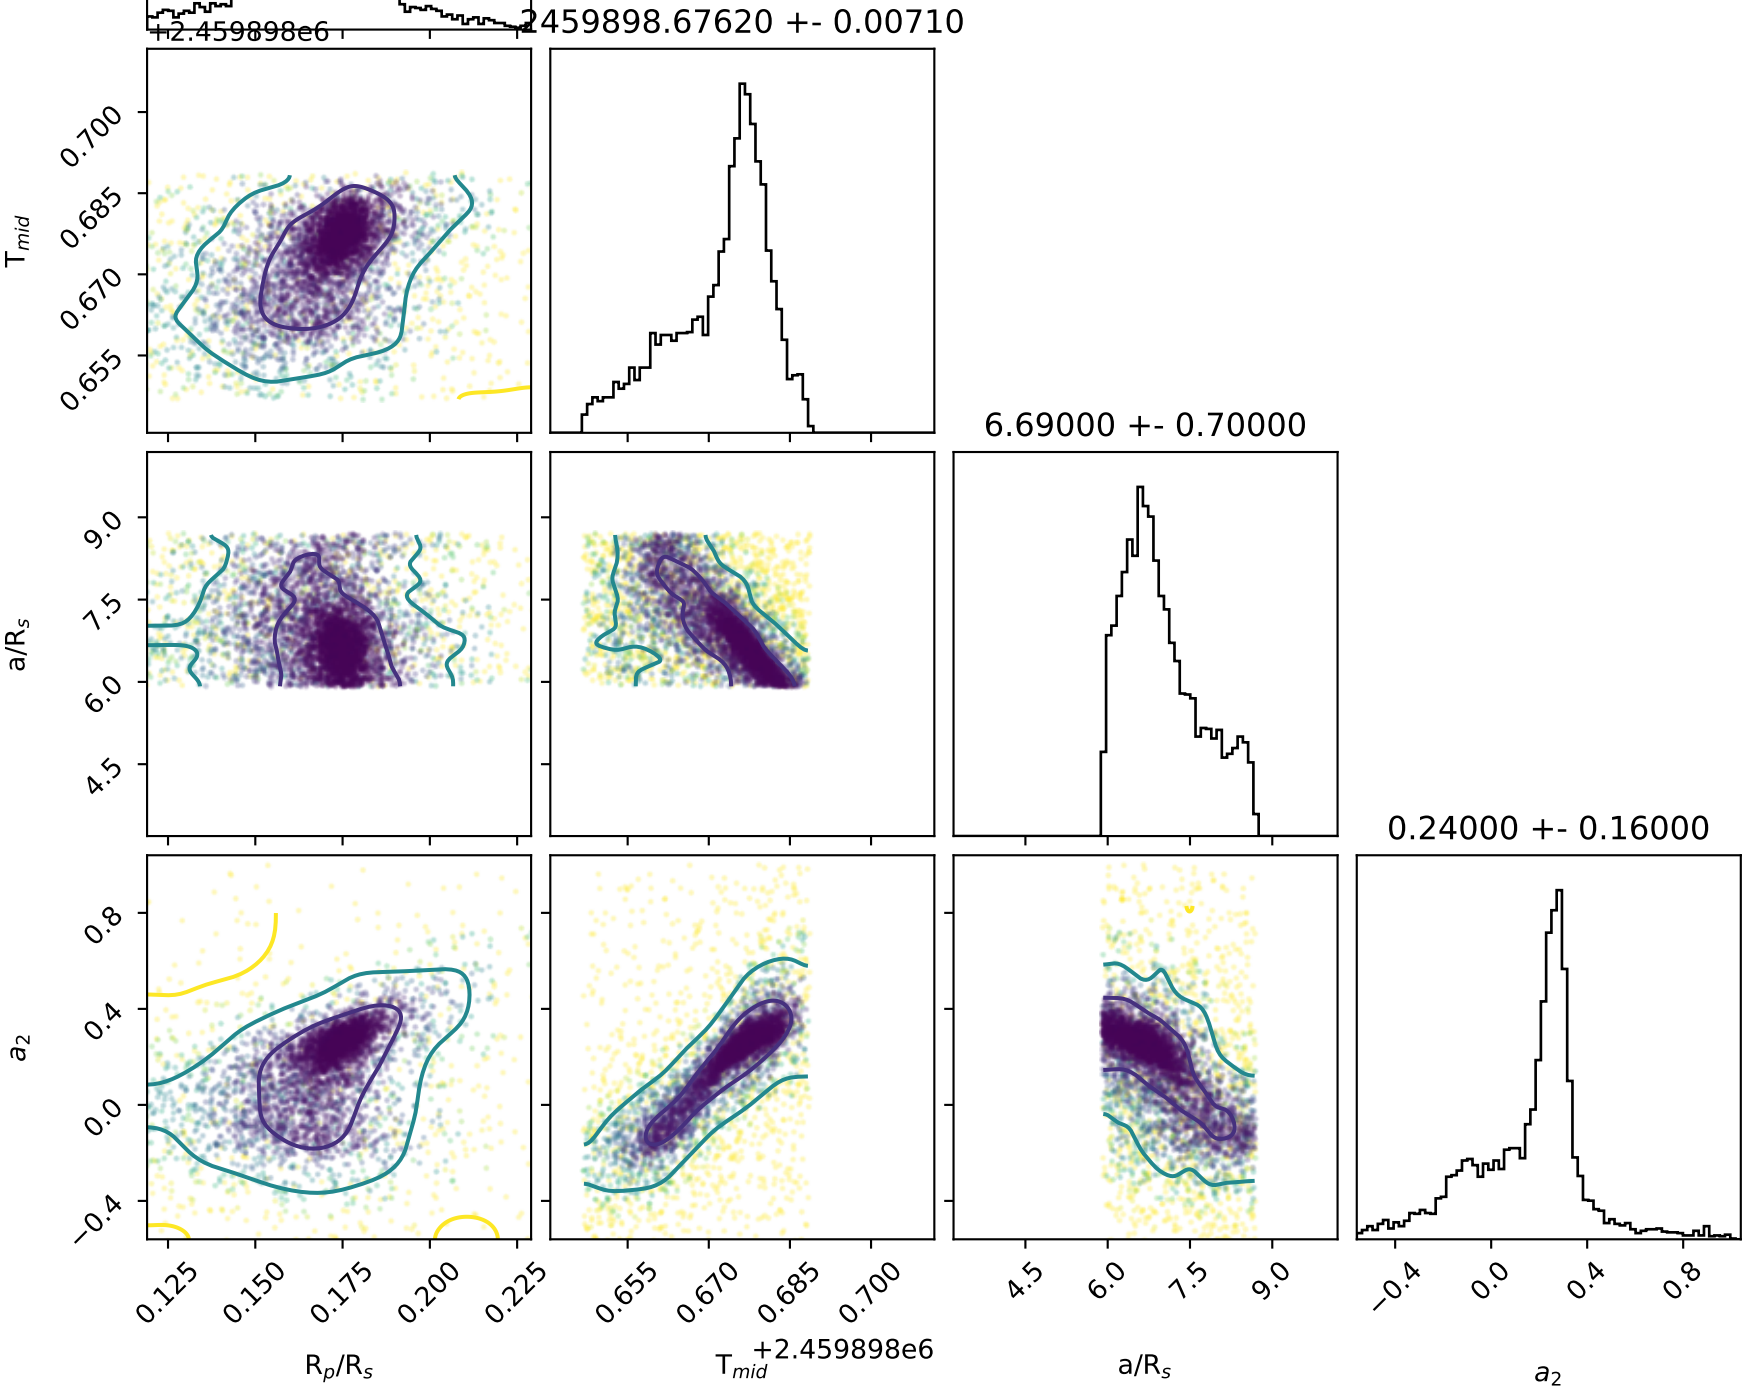 +2.459898e6
2459898.67620 +- 0.00710
T_mid
0.700
0.685
0.670
0.655
6.69000 +- 0.70000
a/R_s
9.0
7.5
6.0
4.5
0.24000 +- 0.16000
a_2
0.8
0.4
0.0
−0.4
0.125 0.150 0.175 0.200 0.225
0.655 0.670 0.685 0.700
4.5 6.0 7.5 9.0
−0.4 0.0 0.4 0.8
+2.459898e6
R_p/R_s
T_mid
a/R_s
a_2